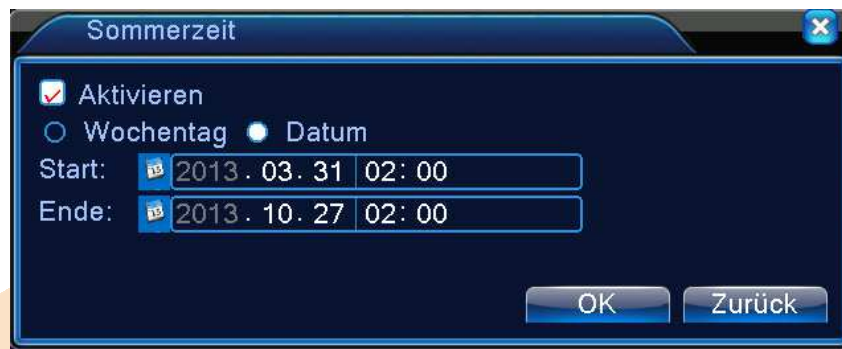 Sommerzeit
Aktivieren
Wochentag Datum
Start: 2013. 03. 31 02: 00
Ende: 2013. 10. 27 02: 00
OK Zurück